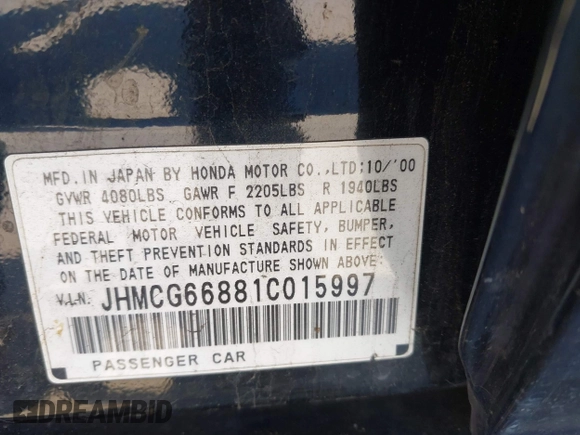 MFD. IN JAPAN BY HONDA MOTOR CO., LTD; 10/'00
GVWR 4080LBS GAWR F 2205LBS R 1940LBS
THIS VEHICLE CONFORMS TO ALL APPLICABLE
FEDERAL MOTOR VEHICLE SAFETY, BUMPER,
AND THEFT PREVENTION STANDARDS IN EFFECT
ON THE DATE OF MANUFACTURE SHOWN ABOVE.
V.I.N. JHMCG66881C015997
PASSENGER CAR
DREAMBID